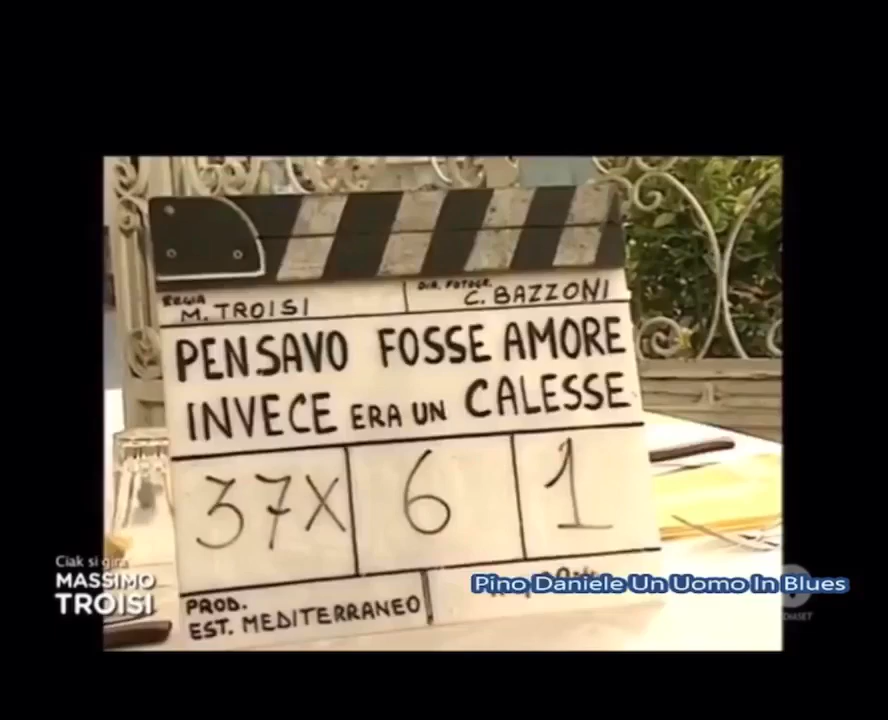 REGIA
M. TROISI
DIR. FOTOGR.
C. BAZZONI
PENSAVO FOSSE AMORE
INVECE ERA UN CALESSE
37X 6 1
PROD.
EST. MEDITERRANEO
Ciak si gira
MASSIMO
TROISI
Pino Daniele Un Uomo In Blues